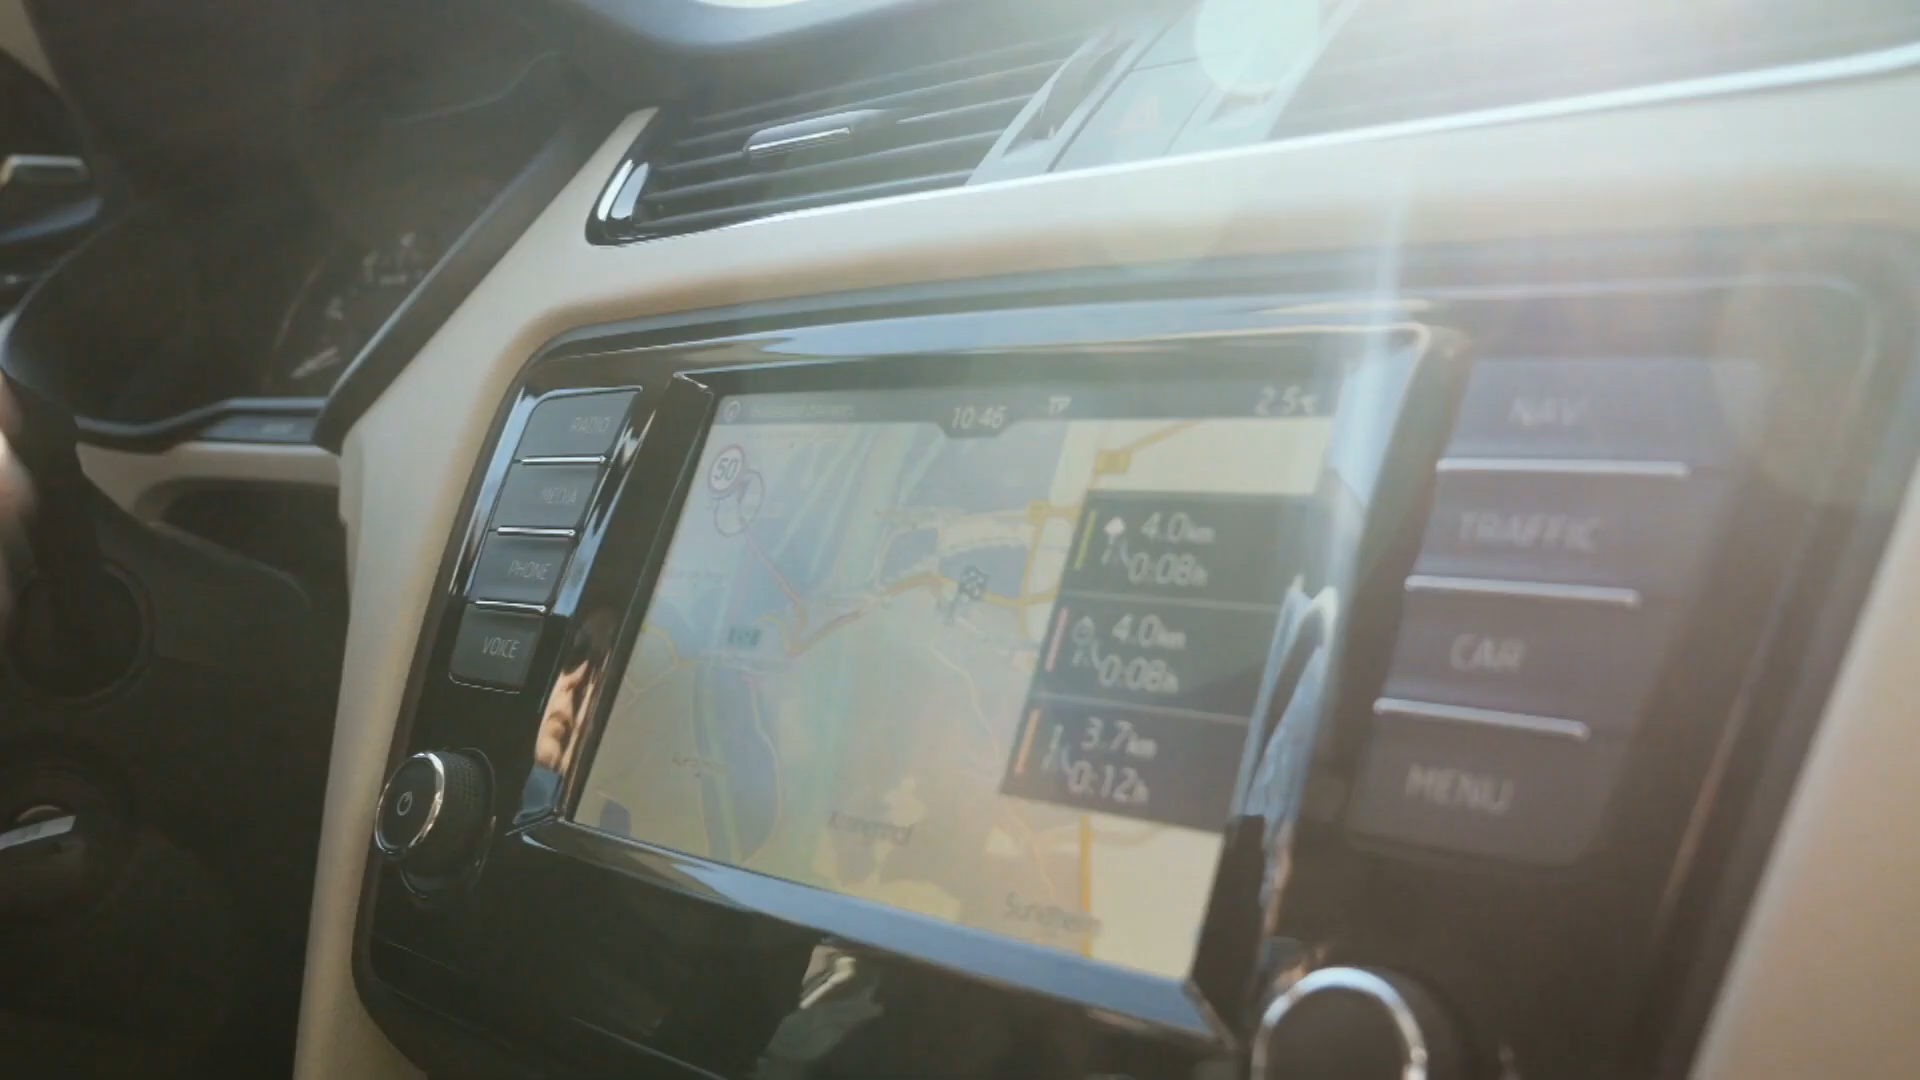 RADIO
MEDIA
PHONE
VOICE
10:46
TP
2.5°C
50
4.0km
0:08h
4.0km
0:08h
3.7km
0:12h
Sundheim
NAV
TRAFFIC
CAR
MENU